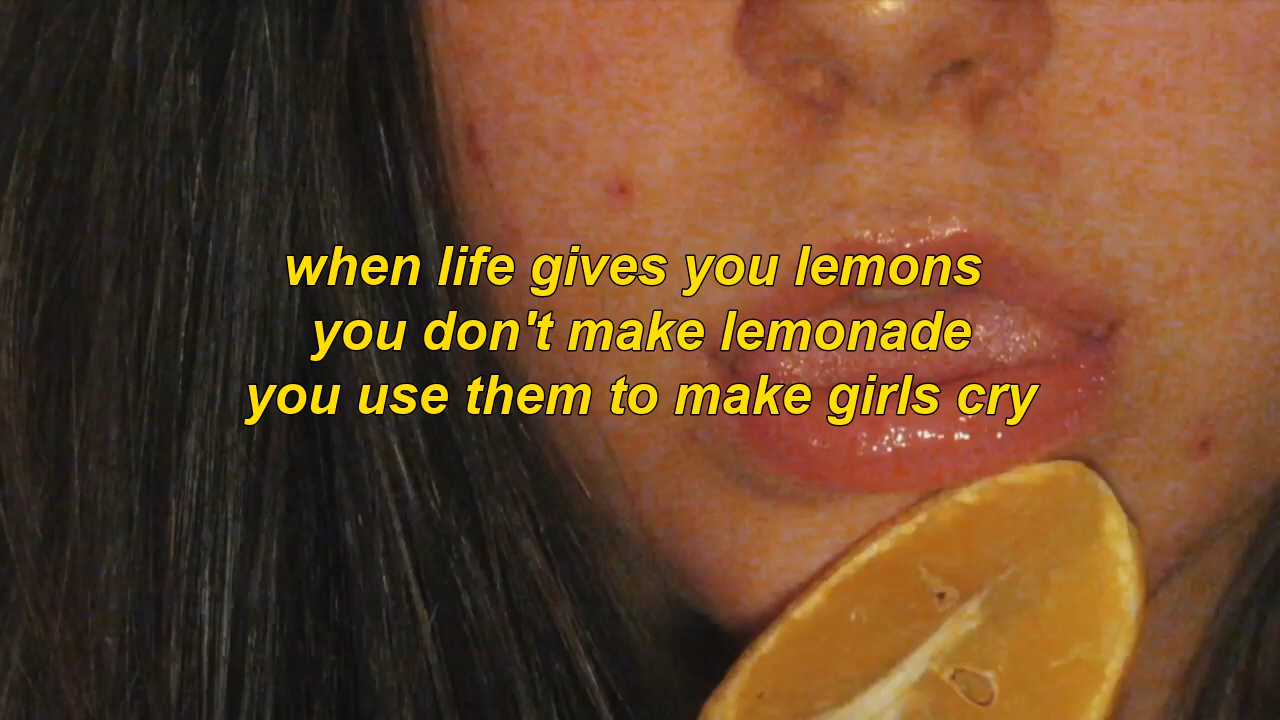 when life gives you lemons
you don't make lemonade
you use them to make girls cry